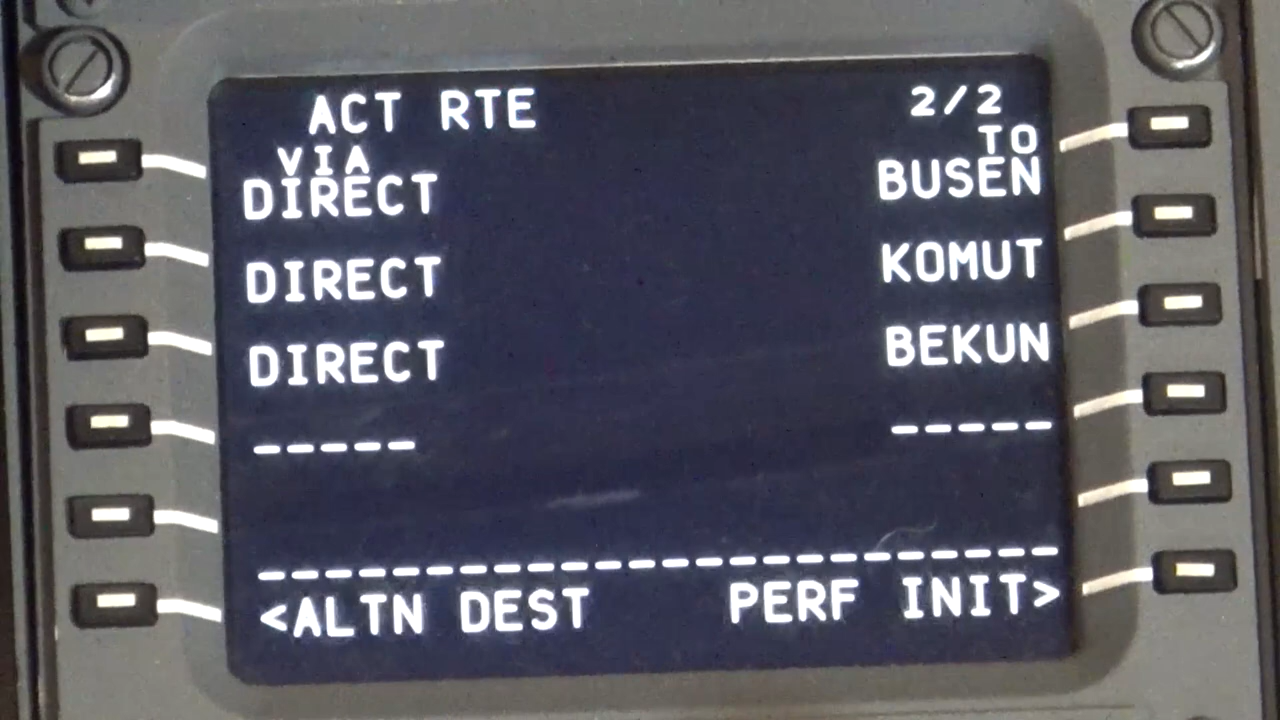 ACT RTE 2/2
VIA TO
DIRECT BUSEN
DIRECT KOMUT
DIRECT BEKUN
----- -----
-------------------------
<ALTN DEST PERF INIT>